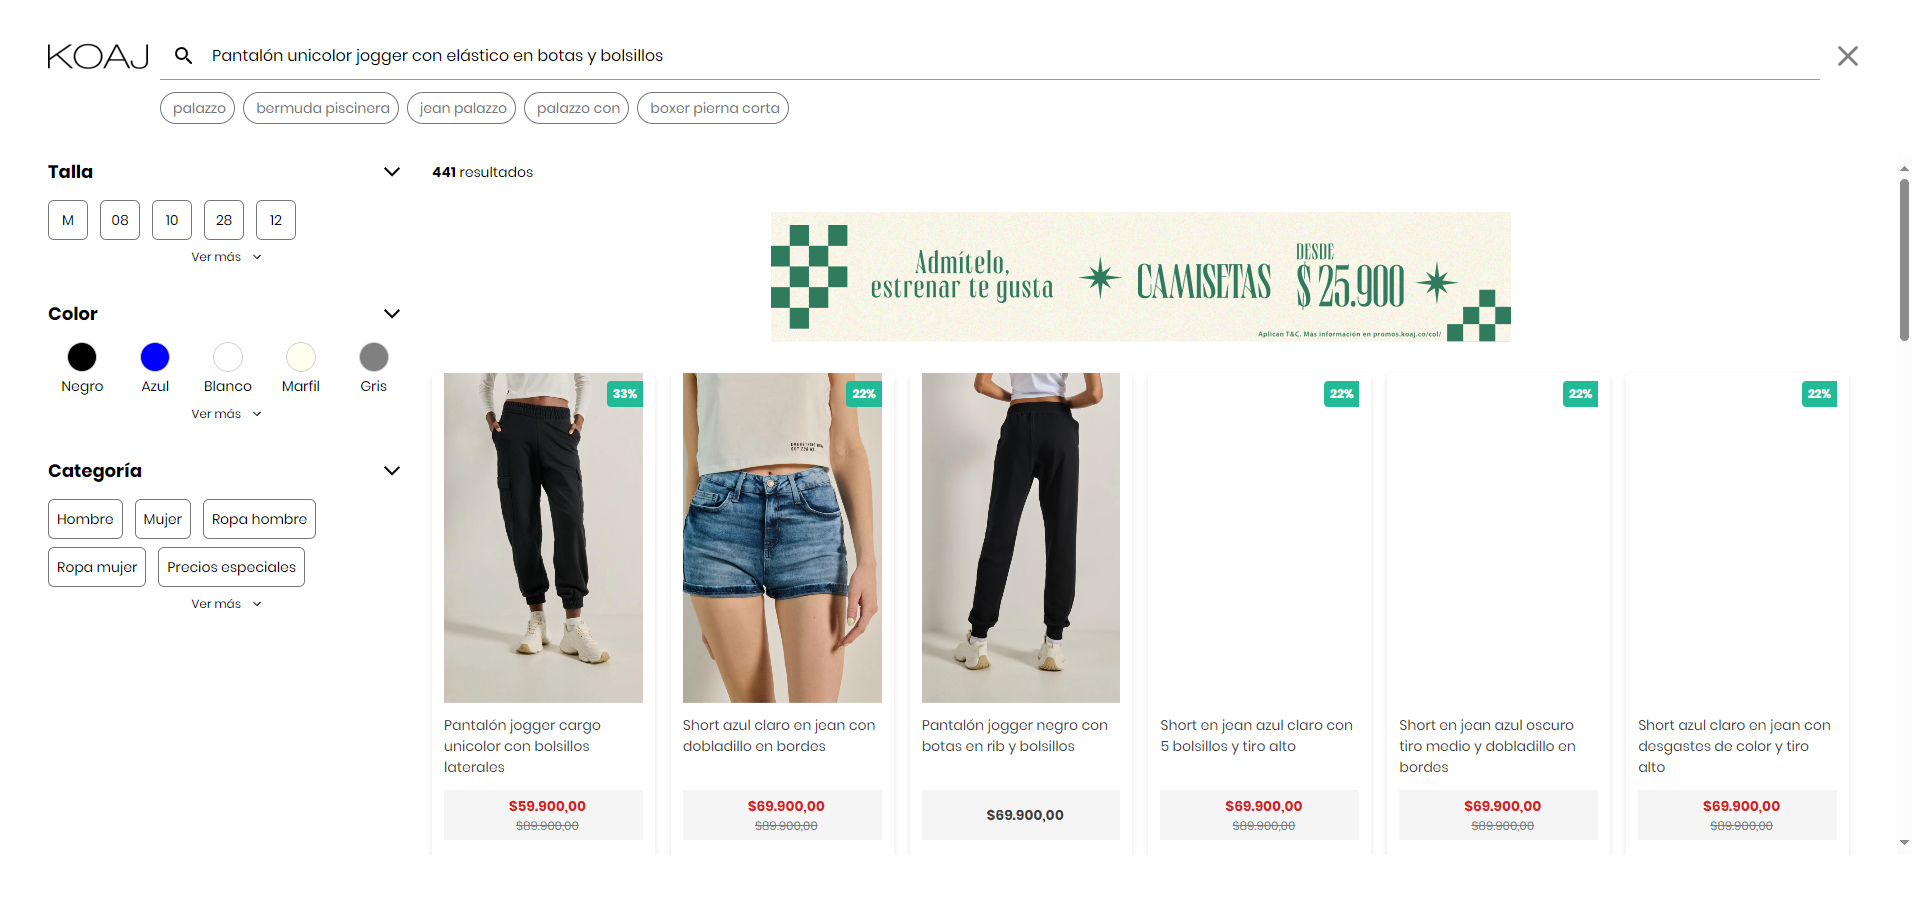 KOAJ
Pantalón unicolor jogger con elástico en botas y bolsillos
palazzo
bermuda piscinera
jean palazzo
palazzo con
boxer pierna corta
Talla
M
08
10
28
12
Ver más
Color
Negro
Azul
Blanco
Marfil
Gris
Ver más
Categoría
Hombre
Mujer
Ropa hombre
Ropa mujer
Precios especiales
Ver más
441 resultados
Admítelo,
estrenar te gusta
CAMISETAS
DESDE
$25.900
Aplican T&C. Más información en promos.koaj.co/col/
33%
Pantalón jogger cargo
unicolor con bolsillos
laterales
$59.900,00
$89.900,00
22%
Short azul claro en jean con
dobladillo en bordes
$69.900,00
$89.900,00
Pantalón jogger negro con
botas en rib y bolsillos
$69.900,00
22%
Short en jean azul claro con
5 bolsillos y tiro alto
$69.900,00
$89.900,00
22%
Short en jean azul oscuro
tiro medio y dobladillo en
bordes
$69.900,00
$89.900,00
22%
Short azul claro en jean con
desgastes de color y tiro
alto
$69.900,00
$89.900,00